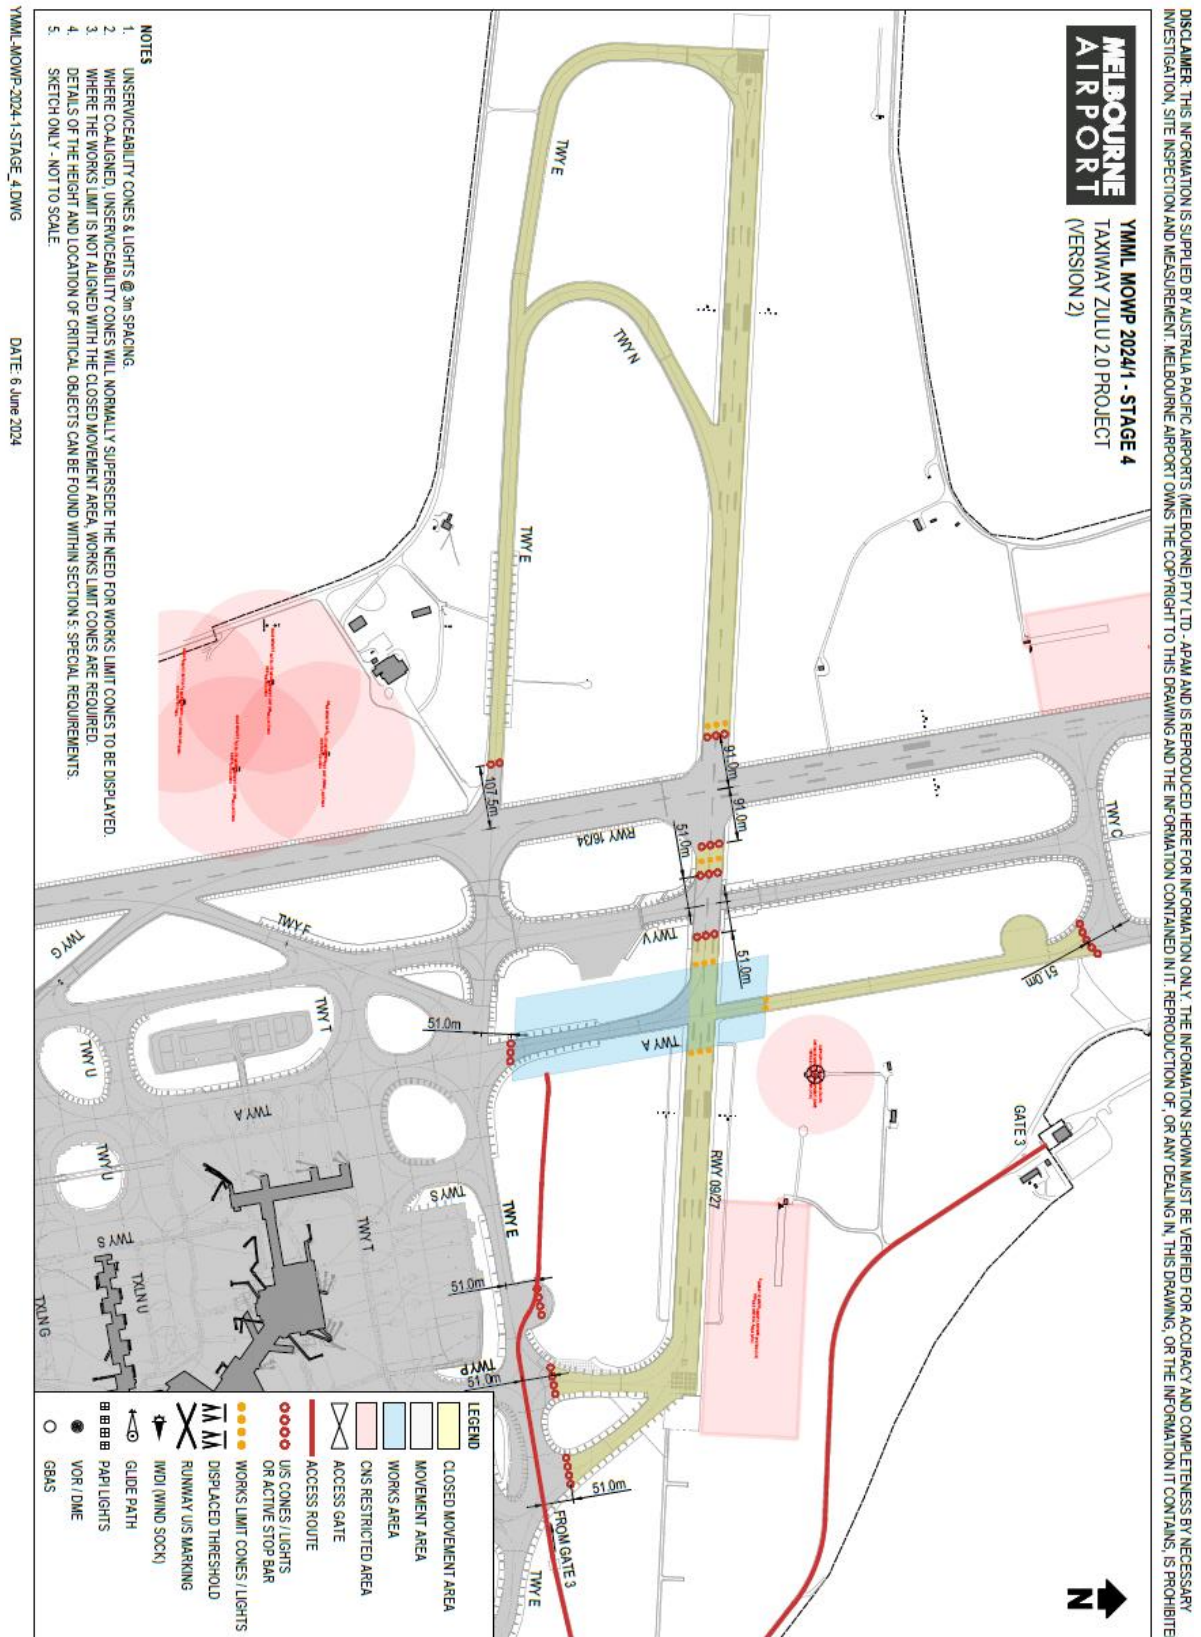 DISCLAIMER: THIS INFORMATION IS SUPPLIED BY AUSTRALIA PACIFIC AIRPORTS (MELBOURNE) PTY LTD - APAM AND IS REPRODUCED HERE FOR INFORMATION ONLY. THE INFORMATION SHOWN MUST BE VERIFIED FOR ACCURACY AND COMPLETENESS BY NECESSARY
INVESTIGATION, SITE INSPECTION AND MEASUREMENT. MELBOURNE AIRPORT OWNS THE COPYRIGHT TO THIS DRAWING AND THE INFORMATION CONTAINED IN IT. REPRODUCTION OF, OR ANY DEALING IN, THIS DRAWING, OR THE INFORMATION IT CONTAINS, IS PROHIBITE
MELBOURNE
AIRPORT
YMML MOWP 2024/1 - STAGE 4
TAXIWAY ZULU 2.0 PROJECT
(VERSION 2)
N
TWY C
51.0m
GATE 3
91.0m
91.0m
51.0m
51.0m
TWY E
TWY N
TWY E
107.5m
RWY 16/34
TWY V
TWY A
RWY 09/27
51.0m
TWY F
TWY G
TWY T
TWY U
TWY A
TWY U
TWY S
TWY S
TWY T
TWY E
51.0m
TWY P
51.0m
51.0m
FROM GATE 3
TWY E
TXLN U
TXLN G
LEGEND
CLOSED MOVEMENT AREA
MOVEMENT AREA
WORKS AREA
CNS RESTRICTED AREA
ACCESS GATE
ACCESS ROUTE
U/S CONES / LIGHTS
OR ACTIVE STOP BAR
WORKS LIMIT CONES / LIGHTS
DISPLACED THRESHOLD
RUNWAY U/S MARKING
IWDI (WIND SOCK)
GLIDE PATH
PAPI LIGHTS
VOR / DME
GBAS
NOTES
1. UNSERVICEABILITY CONES & LIGHTS @ 3m SPACING.
2. WHERE CO-ALIGNED, UNSERVICEABILITY CONES WILL NORMALLY SUPERSEDE THE NEED FOR WORKS LIMIT CONES TO BE DISPLAYED.
3. WHERE THE WORKS LIMIT IS NOT ALIGNED WITH THE CLOSED MOVEMENT AREA, WORKS LIMIT CONES ARE REQUIRED.
4. DETAILS OF THE HEIGHT AND LOCATION OF CRITICAL OBJECTS CAN BE FOUND WITHIN SECTION 5: SPECIAL REQUIREMENTS.
5. SKETCH ONLY - NOT TO SCALE.
YMML-MOWP-2024-1-STAGE_4.DWG
DATE: 6 June 2024